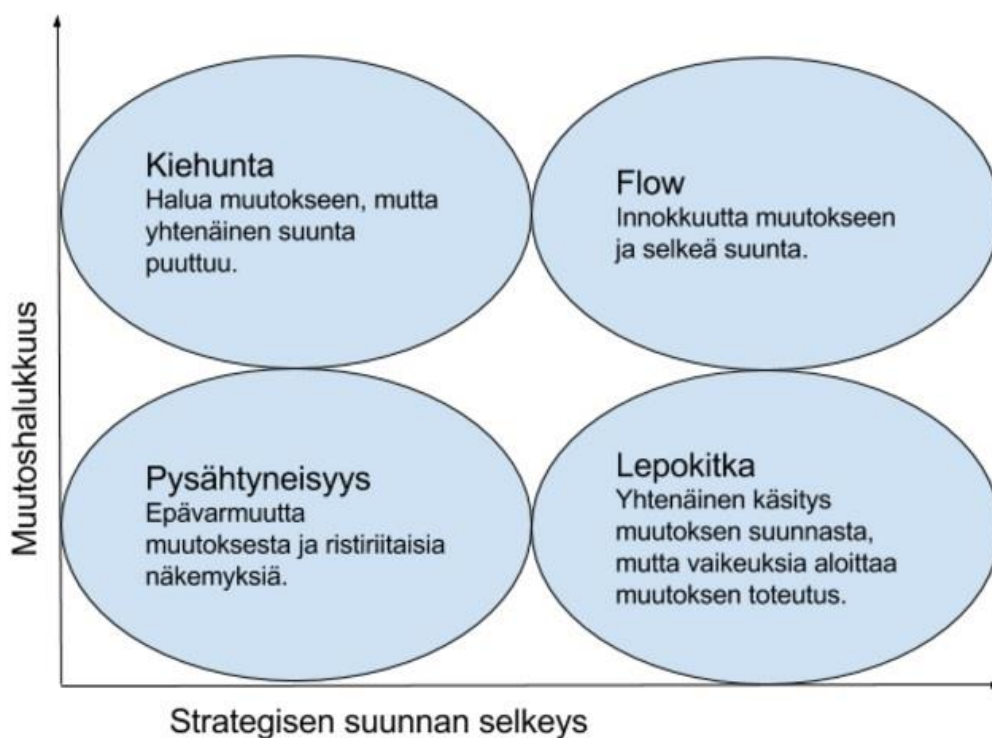 Muutoshalukkuus
Kiehunta
Halua muutokseen, mutta
yhtenäinen suunta
puuttuu.
Flow
Innokkuutta muutokseen
ja selkeä suunta.
Pysähtyneisyys
Epävarmuutta
muutoksesta ja ristiriitaisia
näkemyksiä.
Lepokitka
Yhtenäinen käsitys
muutoksen suunnasta,
mutta vaikeuksia aloittaa
muutoksen toteutus.
Strategisen suunnan selkeys